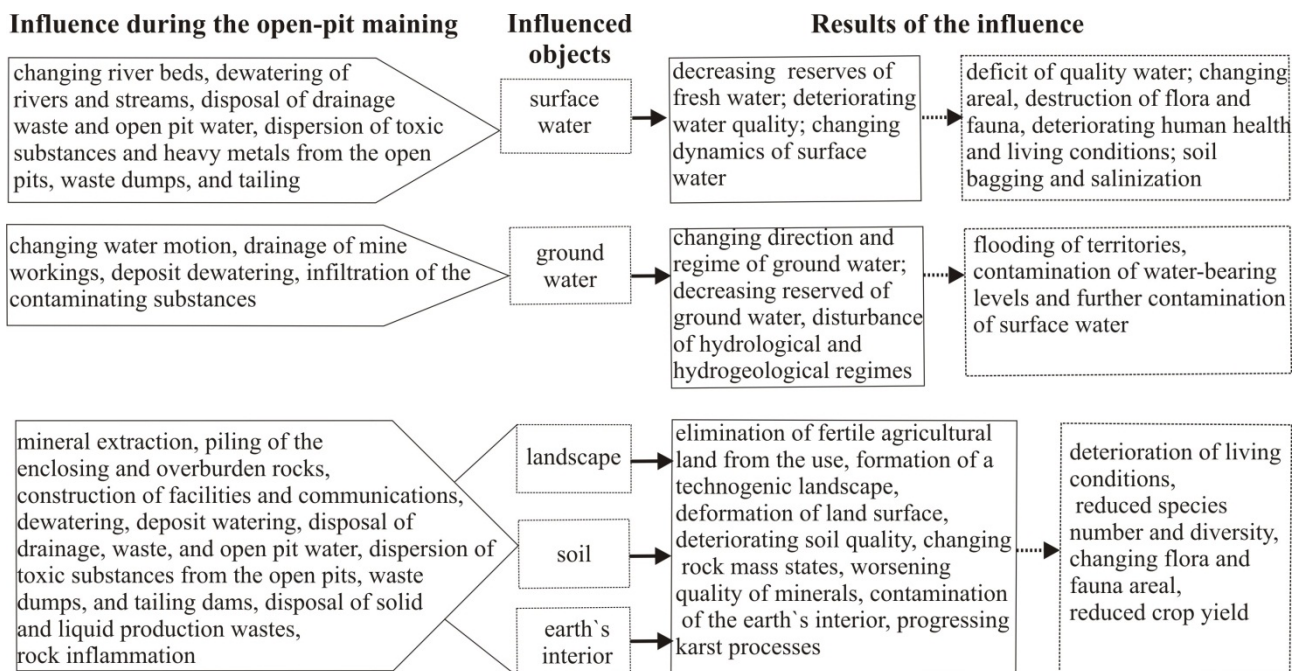 Influence during the open-pit maining
Influenced
objects
Results of the influence
changing river beds, dewatering of
rivers and streams, disposal of drainage
waste and open pit water, dispersion of toxic
substances and heavy metals from the open
pits, waste dumps, and tailing
surface
water
decreasing reserves of
fresh water; deteriorating
water quality; changing
dynamics of surface
water
deficit of quality water; changing
areal, destruction of flora and
fauna, deteriorating human health
and living conditions; soil
bagging and salinization
changing water motion, drainage of mine
workings, deposit dewatering, infiltration of the
contaminating substances
ground
water
changing direction and
regime of ground water;
decreasing reserved of
ground water, disturbance
of hydrological and
hydrogeological regimes
flooding of territories,
contamination of water-bearing
levels and further contamination
of surface water
mineral extraction, piling of the
enclosing and overburden rocks,
construction of facilities and communications,
dewatering, deposit watering, disposal of
drainage, waste, and open pit water, dispersion of
toxic substances from the open pits, waste
dumps, and tailing dams, disposal of solid
and liquid production wastes,
rock inflammation
landscape
soil
earth`s
interior
elimination of fertile agricultural
land from the use, formation of a
technogenic landscape,
deformation of land surface,
deteriorating soil quality, changing
rock mass states, worsening
quality of minerals, contamination
of the earth`s interior, progressing
karst processes
deterioration of living
conditions,
reduced species
number and diversity,
changing flora and
fauna areal,
reduced crop yield